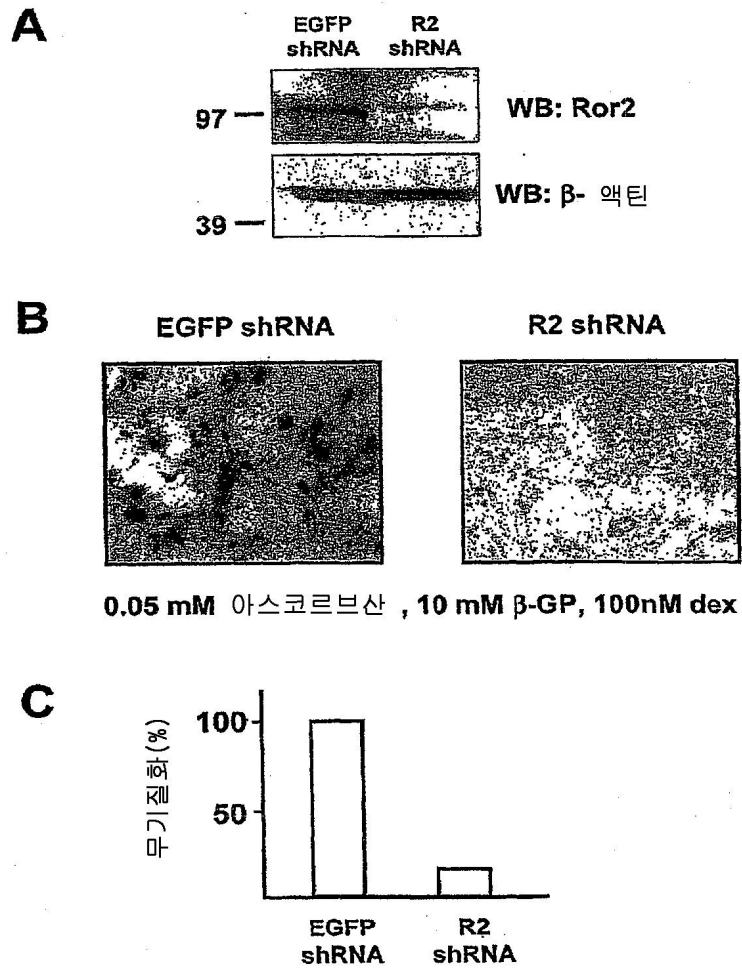 A
EGFP shRNA
R2 shRNA
97
WB: Ror2
39
WB: β- 액틴
B
EGFP shRNA
R2 shRNA
0.05 mM 아스코르브산 , 10 mM β-GP, 100nM dex
C
무기질화(%)
100
50
EGFP shRNA
R2 shRNA